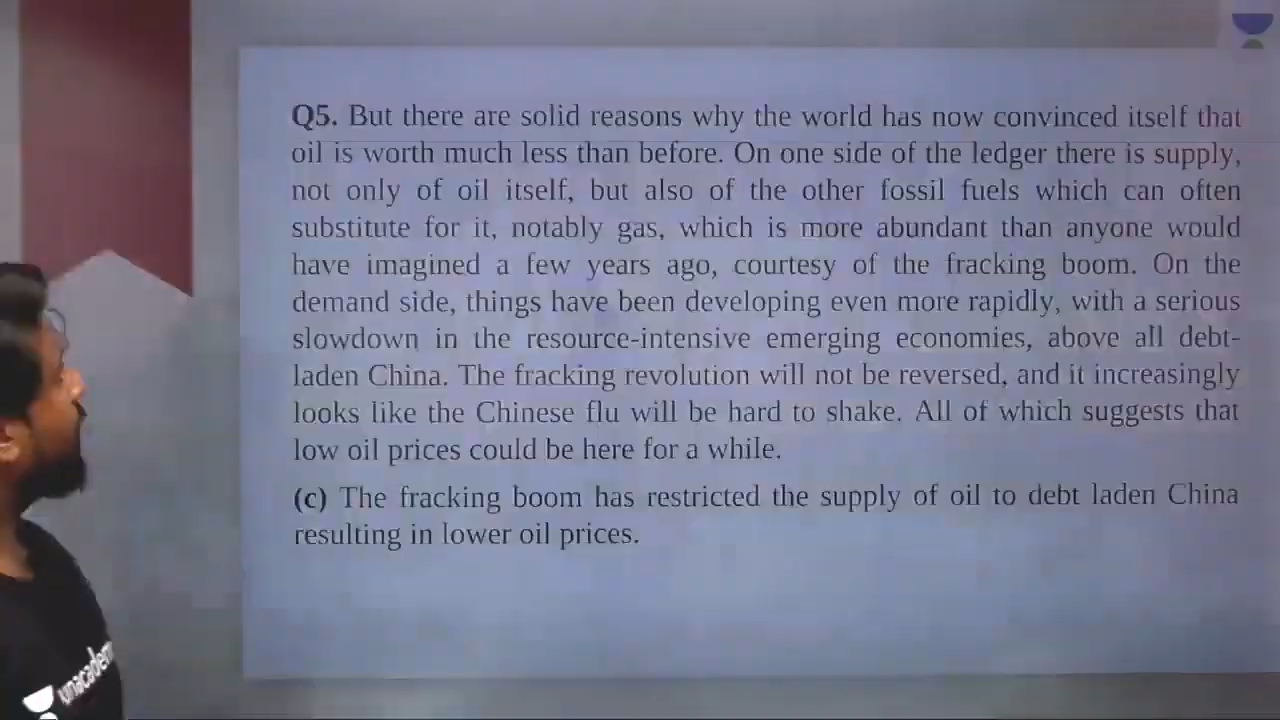 Q5. But there are solid reasons why the world has now convinced itself that
oil is worth much less than before. On one side of the ledger there is supply,
not only of oil itself, but also of the other fossil fuels which can often
substitute for it, notably gas, which is more abundant than anyone would
have imagined a few years ago, courtesy of the fracking boom. On the
demand side, things have been developing even more rapidly, with a serious
slowdown in the resource-intensive emerging economies, above all debt-
laden China. The fracking revolution will not be reversed, and it increasingly
looks like the Chinese flu will be hard to shake. All of which suggests that
low oil prices could be here for a while.
(c) The fracking boom has restricted the supply of oil to debt laden China
resulting in lower oil prices.
unacademy